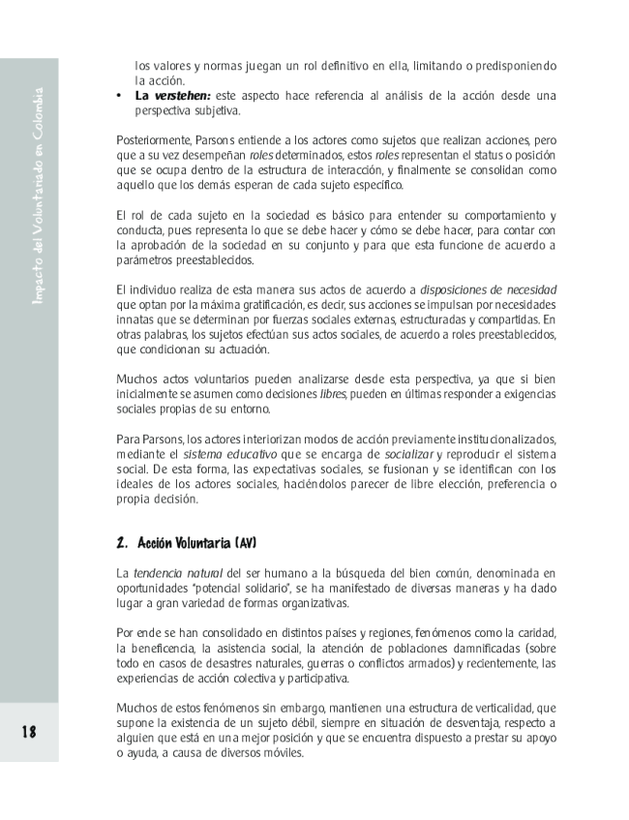 Impacto del Voluntariado en Colombia
los valores y normas juegan un rol definitivo en ella, limitando o predisponiendo
la acción.
• La verstehen: este aspecto hace referencia al análisis de la acción desde una
perspectiva subjetiva.
Posteriormente, Parsons entiende a los actores como sujetos que realizan acciones, pero
que a su vez desempeñan roles determinados, estos roles representan el status o posición
que se ocupa dentro de la estructura de interacción, y finalmente se consolidan como
aquello que los demás esperan de cada sujeto específico.
El rol de cada sujeto en la sociedad es básico para entender su comportamiento y
conducta, pues representa lo que se debe hacer y cómo se debe hacer, para contar con
la aprobación de la sociedad en su conjunto y para que esta funcione de acuerdo a
parámetros preestablecidos.
El individuo realiza de esta manera sus actos de acuerdo a disposiciones de necesidad
que optan por la máxima gratificación, es decir, sus acciones se impulsan por necesidades
innatas que se determinan por fuerzas sociales externas, estructuradas y compartidas. En
otras palabras, los sujetos efectúan sus actos sociales, de acuerdo a roles preestablecidos,
que condicionan su actuación.
Muchos actos voluntarios pueden analizarse desde esta perspectiva, ya que si bien
inicialmente se asumen como decisiones libres, pueden en últimas responder a exigencias
sociales propias de su entorno.
Para Parsons, los actores interiorizan modos de acción previamente institucionalizados,
mediante el sistema educativo que se encarga de socializar y reproducir el sistema
social. De esta forma, las expectativas sociales, se fusionan y se identifican con los
ideales de los actores sociales, haciéndolos parecer de libre elección, preferencia o
propia decisión.
2. Acción Voluntaria (AV)
La tendencia natural del ser humano a la búsqueda del bien común, denominada en
oportunidades "potencial solidario", se ha manifestado de diversas maneras y ha dado
lugar a gran variedad de formas organizativas.
Por ende se han consolidado en distintos países y regiones, fenómenos como la caridad,
la beneficencia, la asistencia social, la atención de poblaciones damnificadas (sobre
todo en casos de desastres naturales, guerras o conflictos armados) y recientemente, las
experiencias de acción colectiva y participativa.
Muchos de estos fenómenos sin embargo, mantienen una estructura de verticalidad, que
supone la existencia de un sujeto débil, siempre en situación de desventaja, respecto a
alguien que está en una mejor posición y que se encuentra dispuesto a prestar su apoyo
o ayuda, a causa de diversos móviles.
18